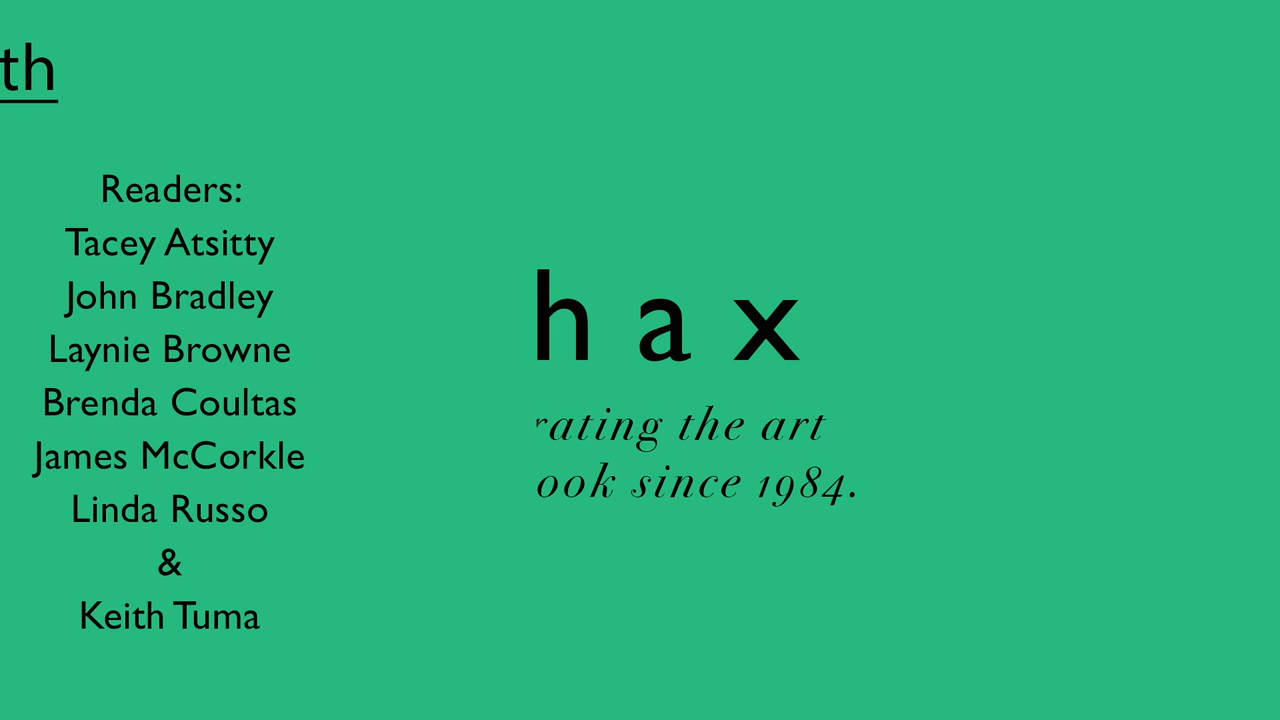 th
Readers:
Tacey Atsitty
John Bradley
Laynie Browne
Brenda Coultas
James McCorkle
Linda Russo
&
Keith Tuma
h a x
rating the art
ook since 1984.